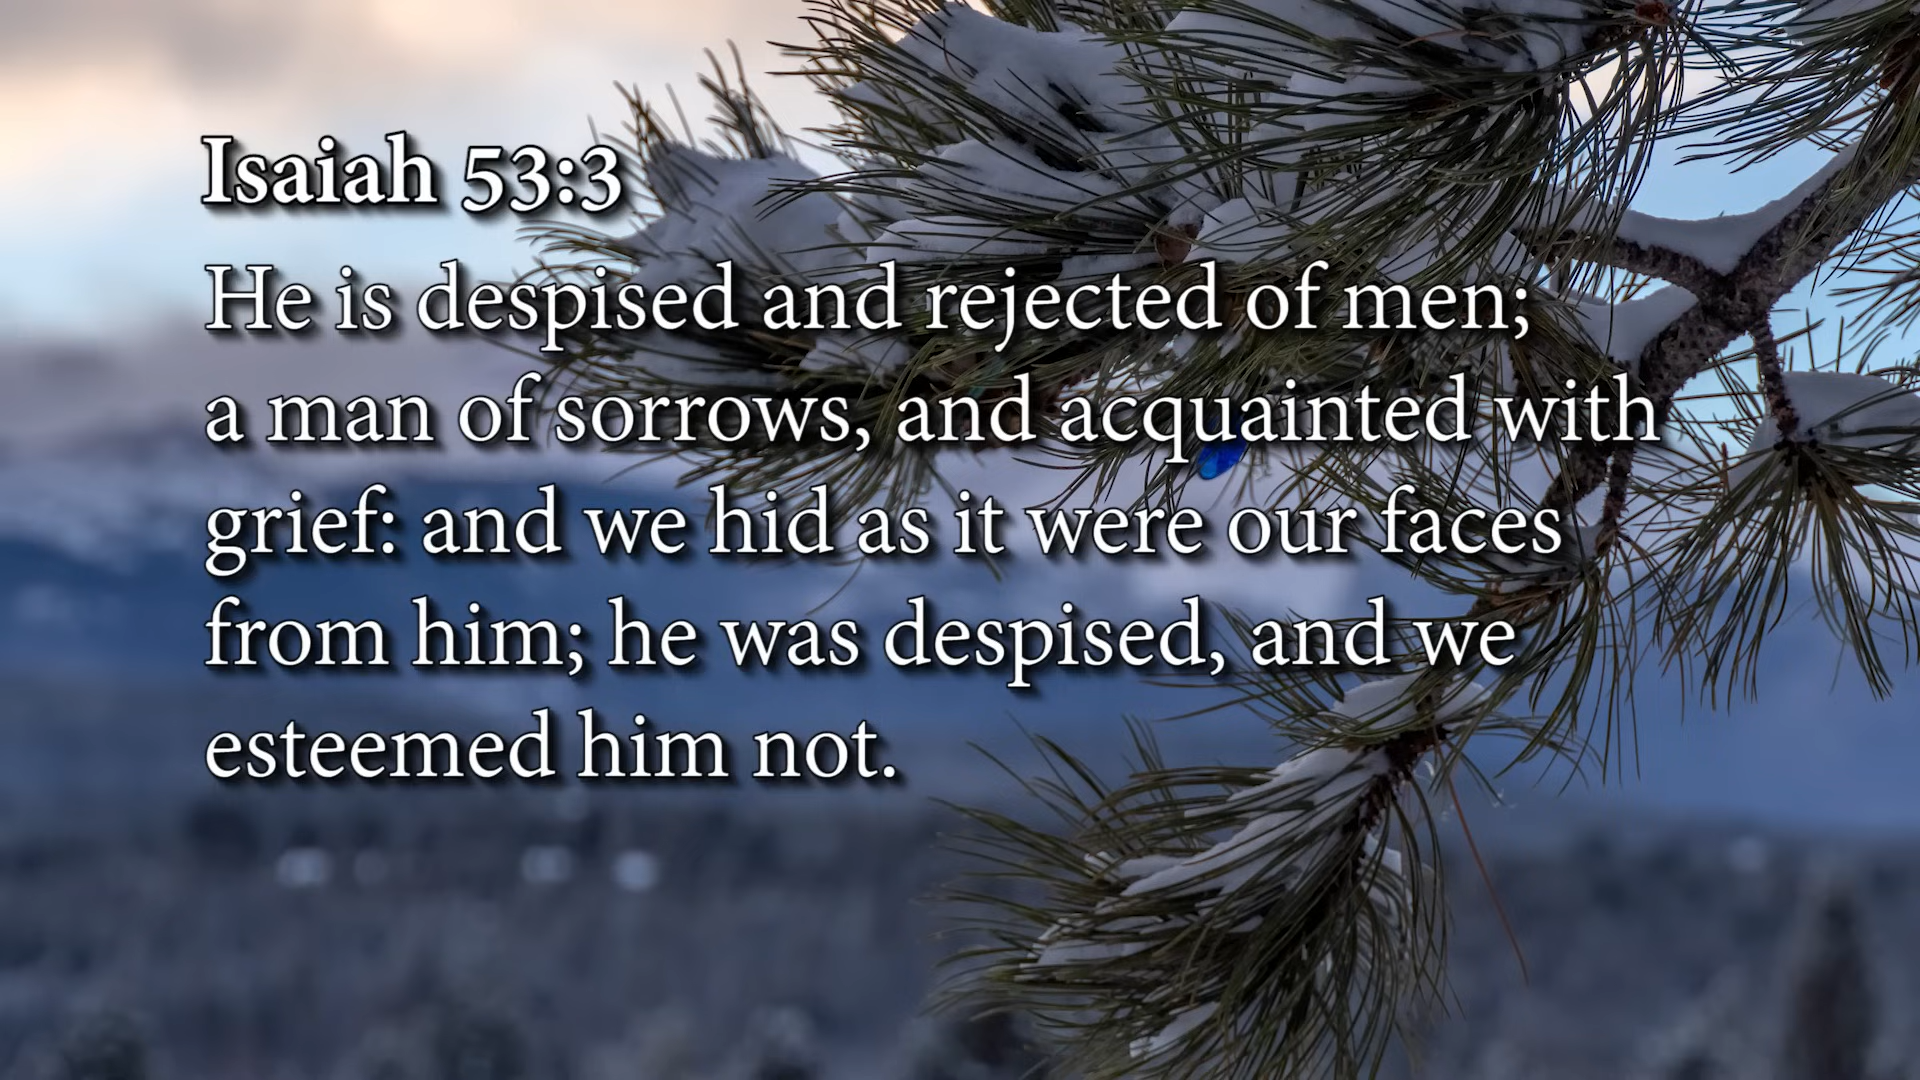 Isaiah 53:3
He is despised and rejected of men;
a man of sorrows, and acquainted with
grief: and we hid as it were our faces
from him; he was despised, and we
esteemed him not.